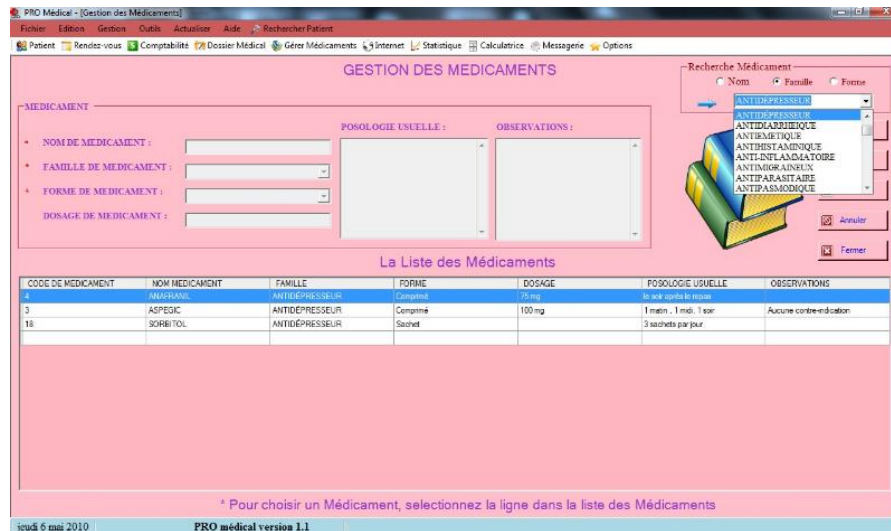 PRO Médical - [Gestion des Médicaments]
Fichier Edition Gestion Outils Actualiser Aide Rechercher Patient
Patient Rendez-vous Comptabilité Dossier Médical Gérer Médicaments Internet Statistique Calculatrice Messagerie Options
GESTION DES MEDICAMENTS
Recherche Médicament
Nom Famille Forme
ANTIDÉPRESSEUR
ANTIDÉPRESSEUR
ANTIDIARRHEIQUE
ANTIEMETIQUE
ANTIHISTAMINIQUE
ANTI-INFLAMMATOIRE
ANTIMIGRAINEUX
ANTIPARASITAIRE
ANTIPASMODIQUE
MEDICAMENT
POSOLOGIE USUELLE : OBSERVATIONS :
* NOM DE MEDICAMENT :
* FAMILLE DE MEDICAMENT :
* FORME DE MEDICAMENT :
DOSAGE DE MEDICAMENT :
Annuler
Fermer
La Liste des Médicaments
CODE DE MEDICAMENT NOM MEDICAMENT FAMILLE FORME DOSAGE POSOLOGIE USUELLE OBSERVATIONS
4 ANAFRANIL ANTIDÉPRESSEUR Comprimé 75 mg le soir après le repas
3 ASPEGIC ANTIDÉPRESSEUR Comprimé 100 mg 1 matin , 1 midi, 1 soir Aucune contre-indication
18 SORBITOL ANTIDÉPRESSEUR Sachet 3 sachets par jour
* Pour choisir un Médicament, selectionnez la ligne dans la liste des Médicaments
jeudi 6 mai 2010 PRO médical version 1.1